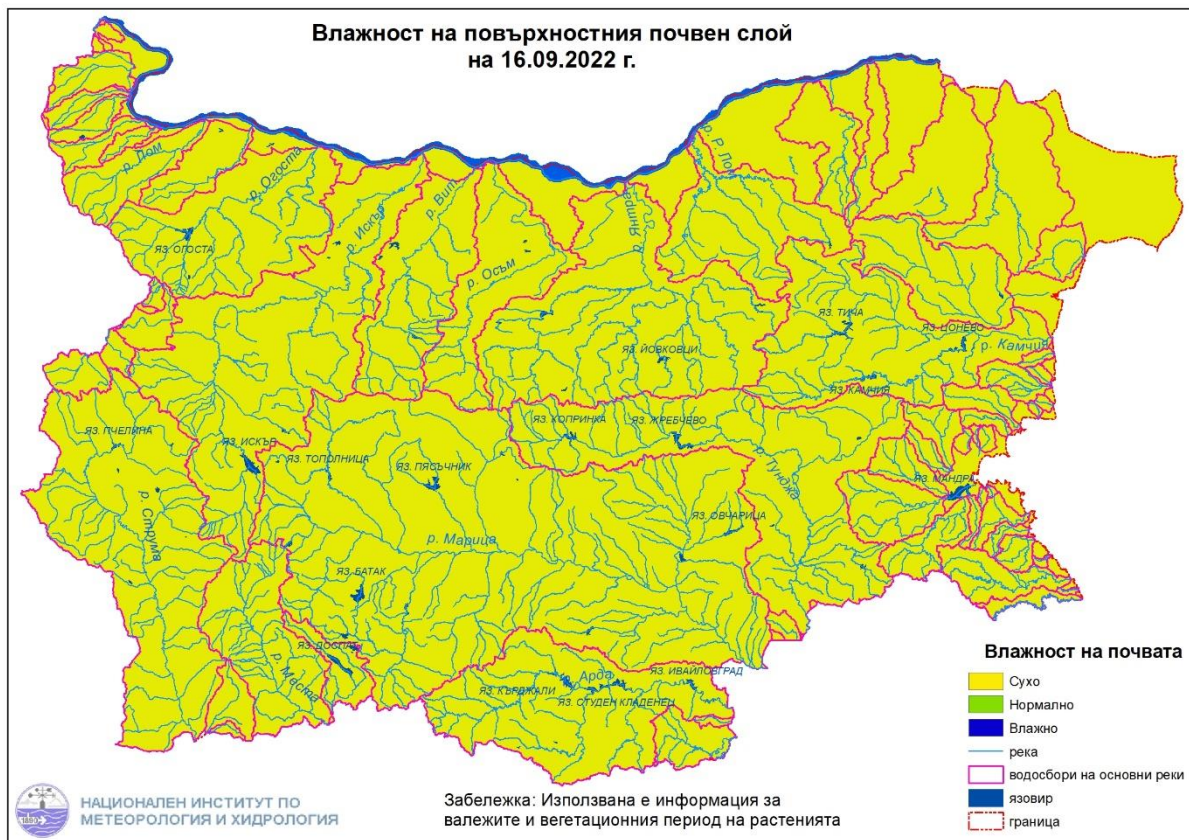 Влажност на повърхностния почвен слой
на 16.09.2022 г.
р. Лом
р. Огоста
р. Искър
р. Вит
р. Осъм
р. Янтра
р. Р Лом
ЯЗ. ОГОСТА
ЯЗ. ТИЧА
ЯЗ. ЦОНЕВО
р. Камчия
ЯЗ. ЙОВКОВЦИ
ЯЗ. КАМЧИЯ
ЯЗ. ПЧЕЛИНА
ЯЗ. ИСКЪР
ЯЗ. ТОПОЛНИЦА
ЯЗ. ПЯСЪЧНИК
ЯЗ. КОПРИНКА
ЯЗ. ЖРЕБЧЕВО
р. Тунджа
ЯЗ. МАНДРА
р. Струма
р. Марица
ЯЗ. ОВЧАРИЦА
ЯЗ. БАТАК
ЯЗ. ДОСПАТ
р. Места
Арда
ЯЗ. КЪРДЖАЛИ
ЯЗ. ИВАЙЛОВГРАД
ЯЗ. СТУДЕН КЛАДЕНЕЦ
Влажност на почвата
Сухо
Нормално
Влажно
река
водосбори на основни реки
язовир
граница
НАЦИОНАЛЕН ИНСТИТУТ ПО
МЕТЕОРОЛОГИЯ И ХИДРОЛОГИЯ
Забележка: Използвана е информация за
валежите и вегетационния период на растенията